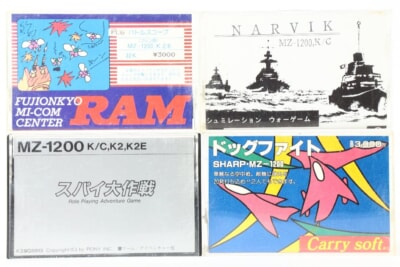 バトルスコープ
MZ-1200,K2E
¥3000
FUJIONKYO
MI-COM
CENTER
RAM
NARVIK
MZ-1200,K/C
シュミレーション ウォーゲーム
MZ-1200 K/C,K2,K2E
スパイ大作戦
Role Playing Adventure Game
ドッグファイト
SHARP・MZ-1200
Carry soft.